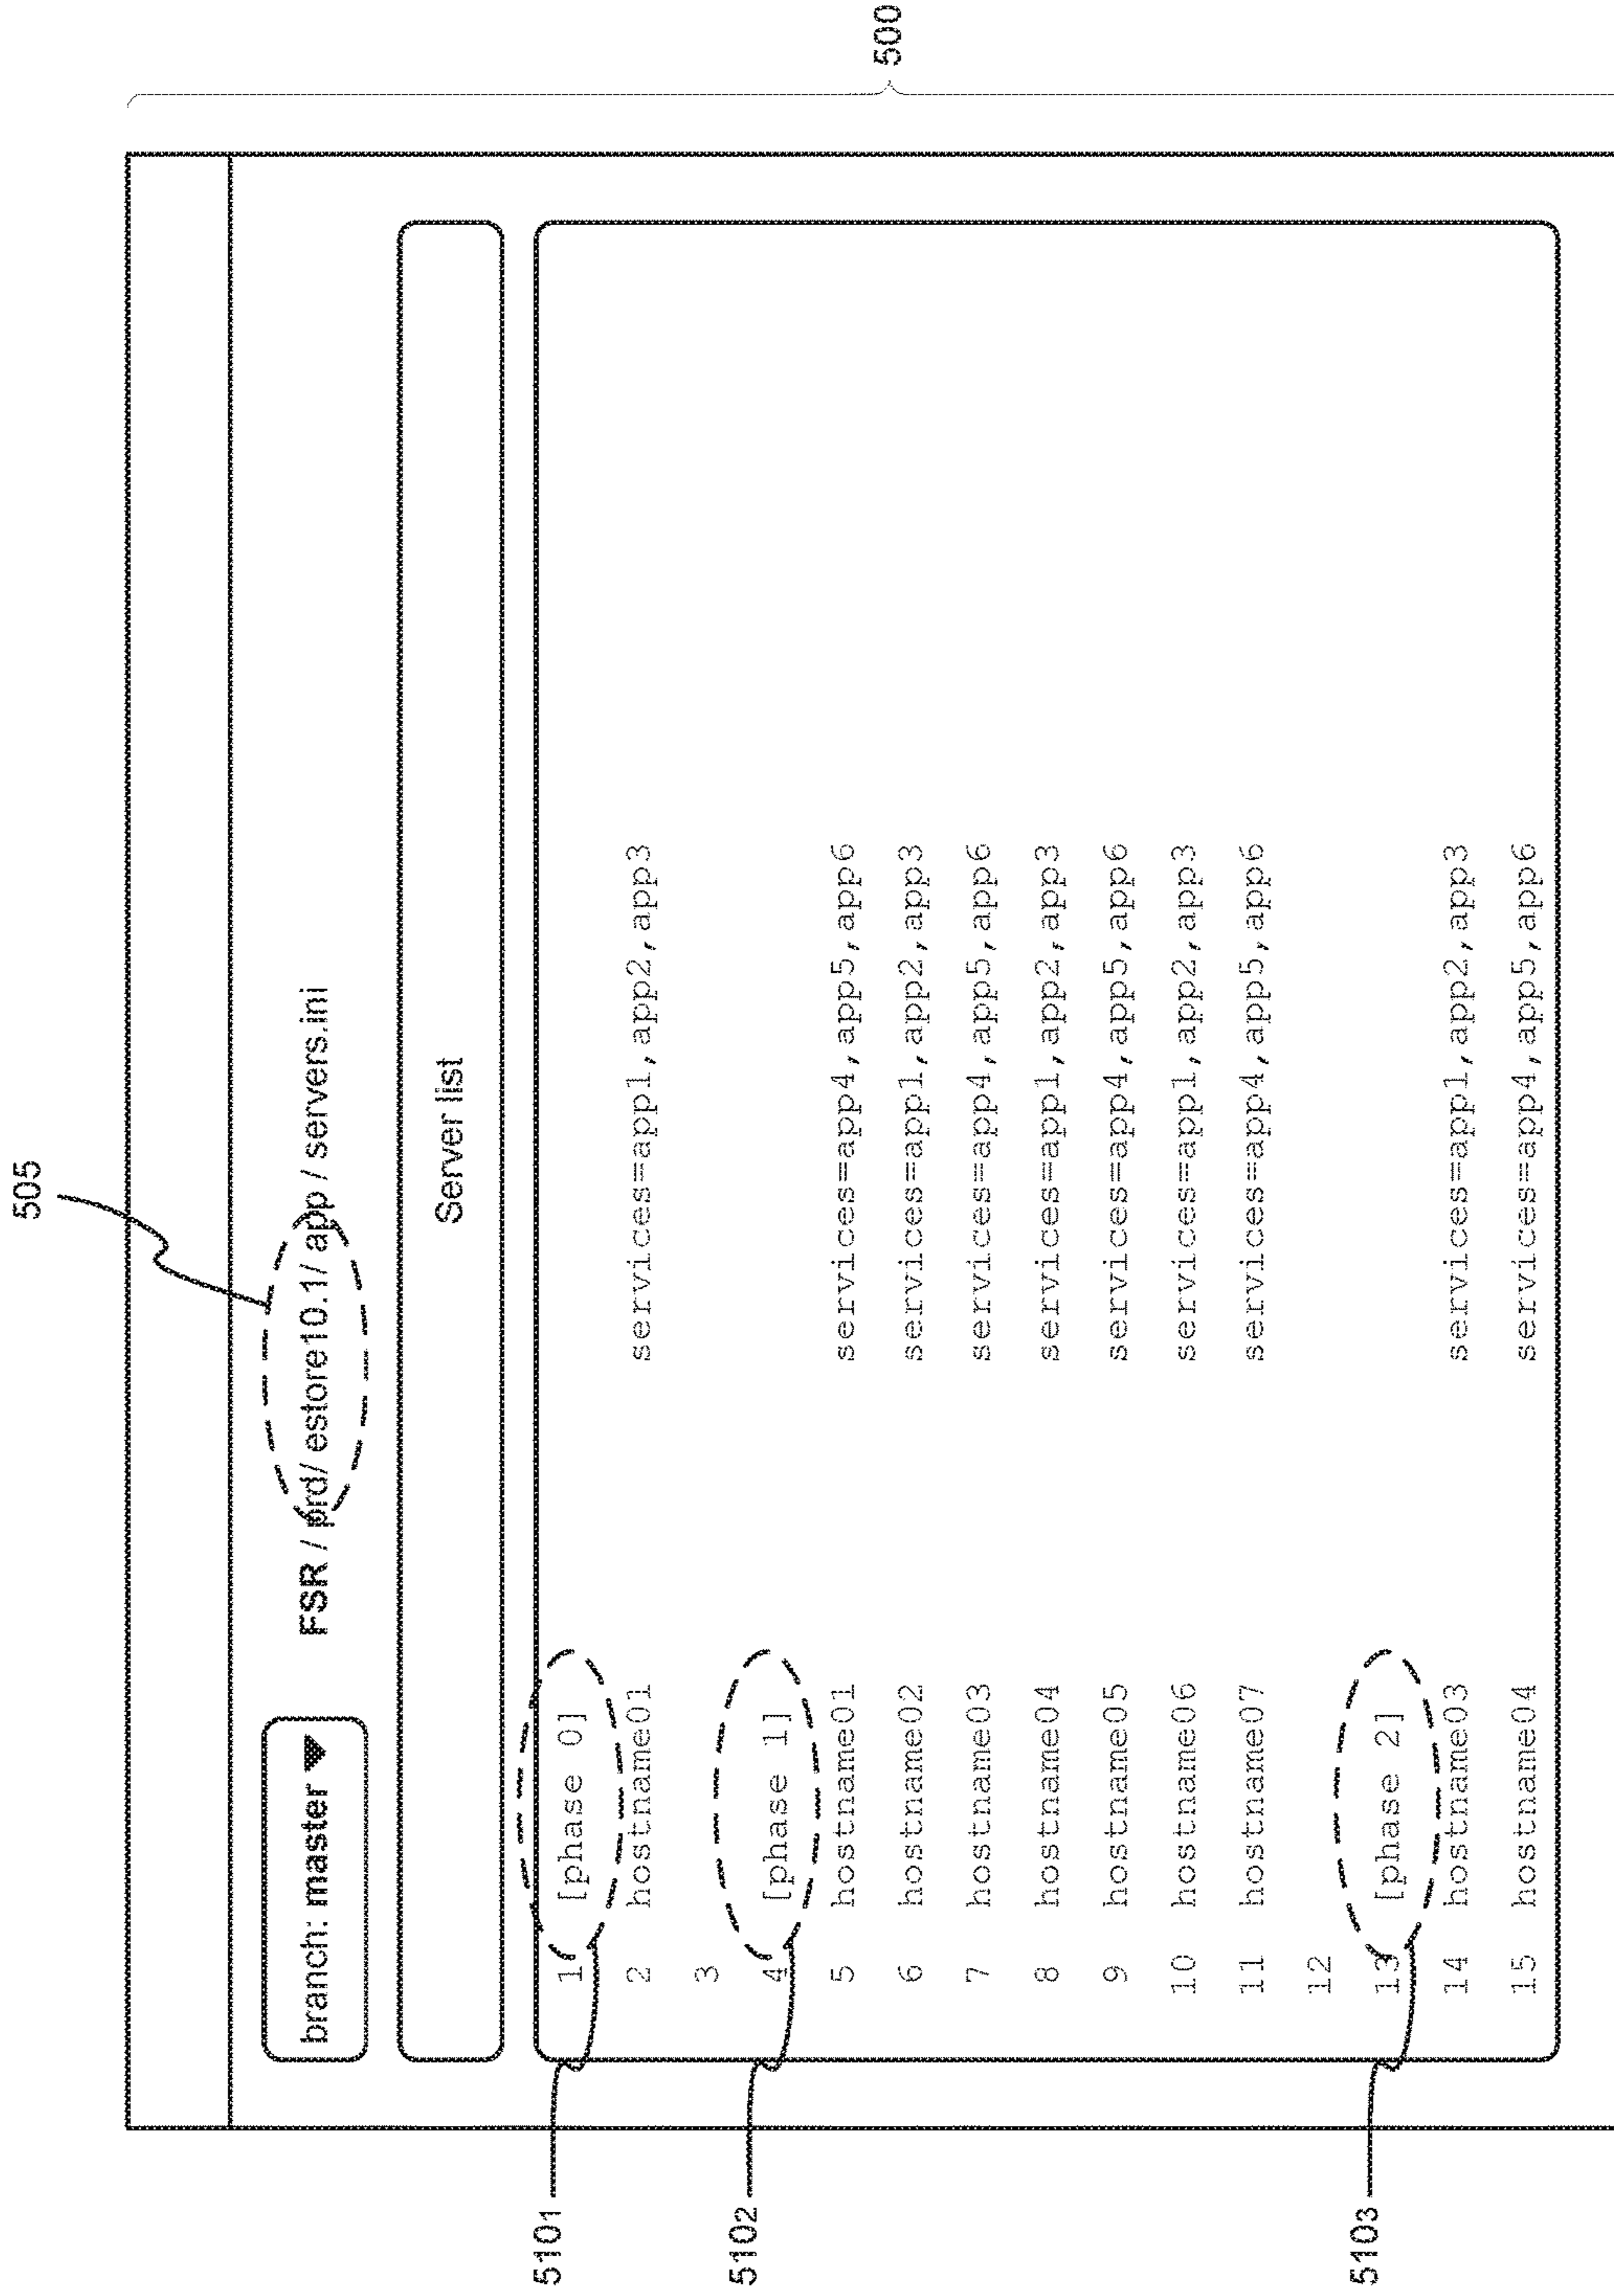 505
500
branch: master ▼ FSR / prd/ estore10.1/ app / servers.ini
Server list
5101
1 [phase 0]
2 hostname01 services=app1,app2,app3
3
5102
4 [phase 1]
5 hostname01 services=app4,app5,app6
6 hostname02 services=app1,app2,app3
7 hostname03 services=app4,app5,app6
8 hostname04 services=app1,app2,app3
9 hostname05 services=app4,app5,app6
10 hostname06 services=app1,app2,app3
11 hostname07 services=app4,app5,app6
12
5103
13 [phase 2]
14 hostname03 services=app1,app2,app3
15 hostname04 services=app4,app5,app6